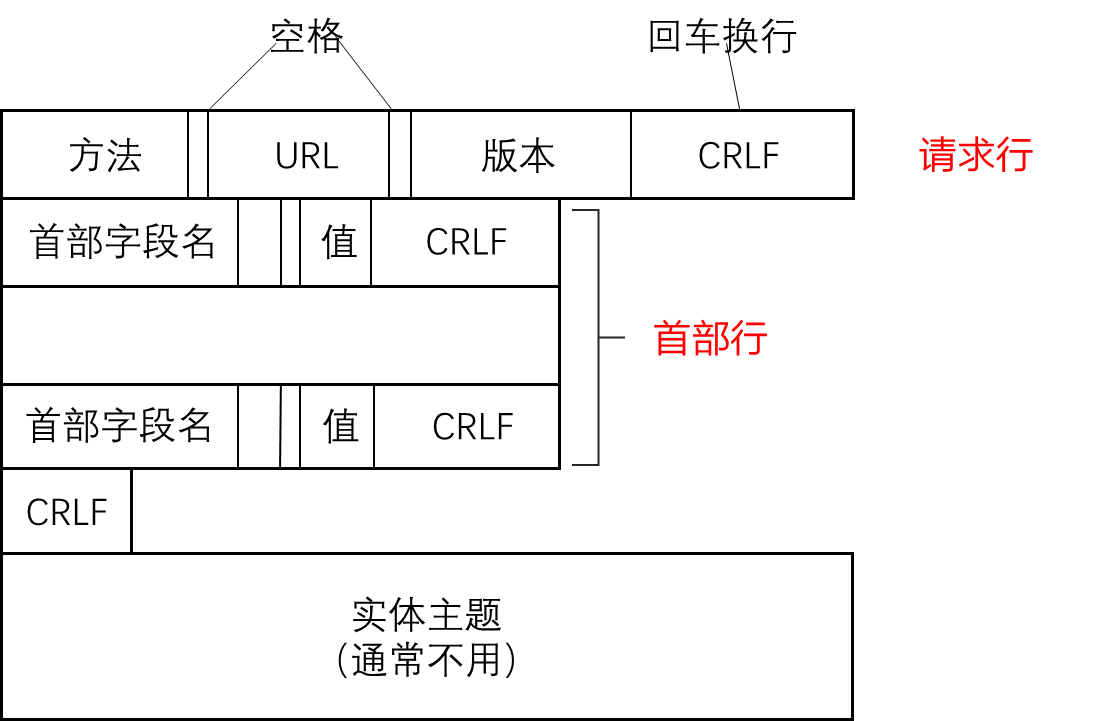 空格 回车换行
方法 URL 版本 CRLF 请求行
首部字段名 值 CRLF
首部行
首部字段名 值 CRLF
CRLF
实体主题
(通常不用)